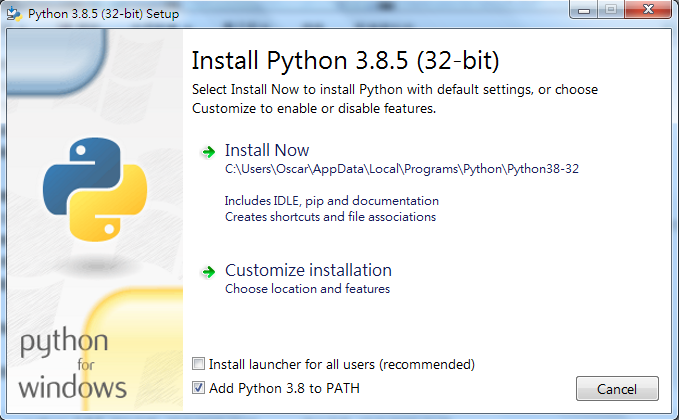 Python 3.8.5 (32-bit) Setup
Install Python 3.8.5 (32-bit)
Select Install Now to install Python with default settings, or choose
Customize to enable or disable features.
Install Now
C:\Users\Oscar\AppData\Local\Programs\Python\Python38-32
Includes IDLE, pip and documentation
Creates shortcuts and file associations
Customize installation
Choose location and features
Install launcher for all users (recommended)
Add Python 3.8 to PATH
Cancel
python
for
windows